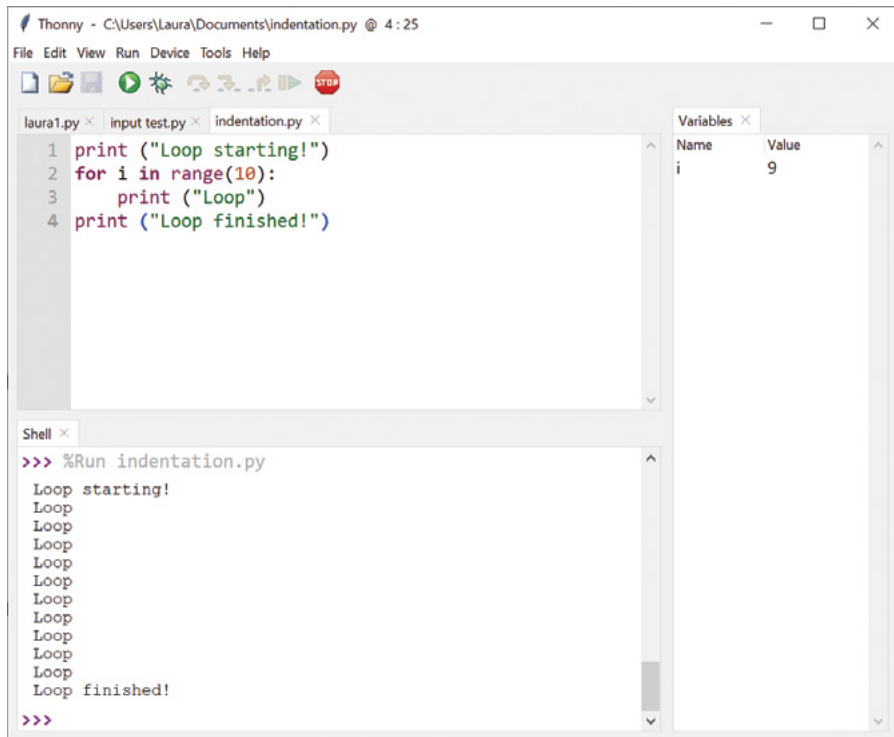 Thonny - C:\Users\Laura\Documents\indentation.py @ 4:25
File Edit View Run Device Tools Help
STOP
laura1.py × input test.py × indentation.py ×
1 print ("Loop starting!")
2 for i in range(10):
3     print ("Loop")
4 print ("Loop finished!")
Variables ×
Name Value
i 9
Shell ×
>>> %Run indentation.py
Loop starting!
Loop
Loop
Loop
Loop
Loop
Loop
Loop
Loop
Loop
Loop
Loop finished!
>>>